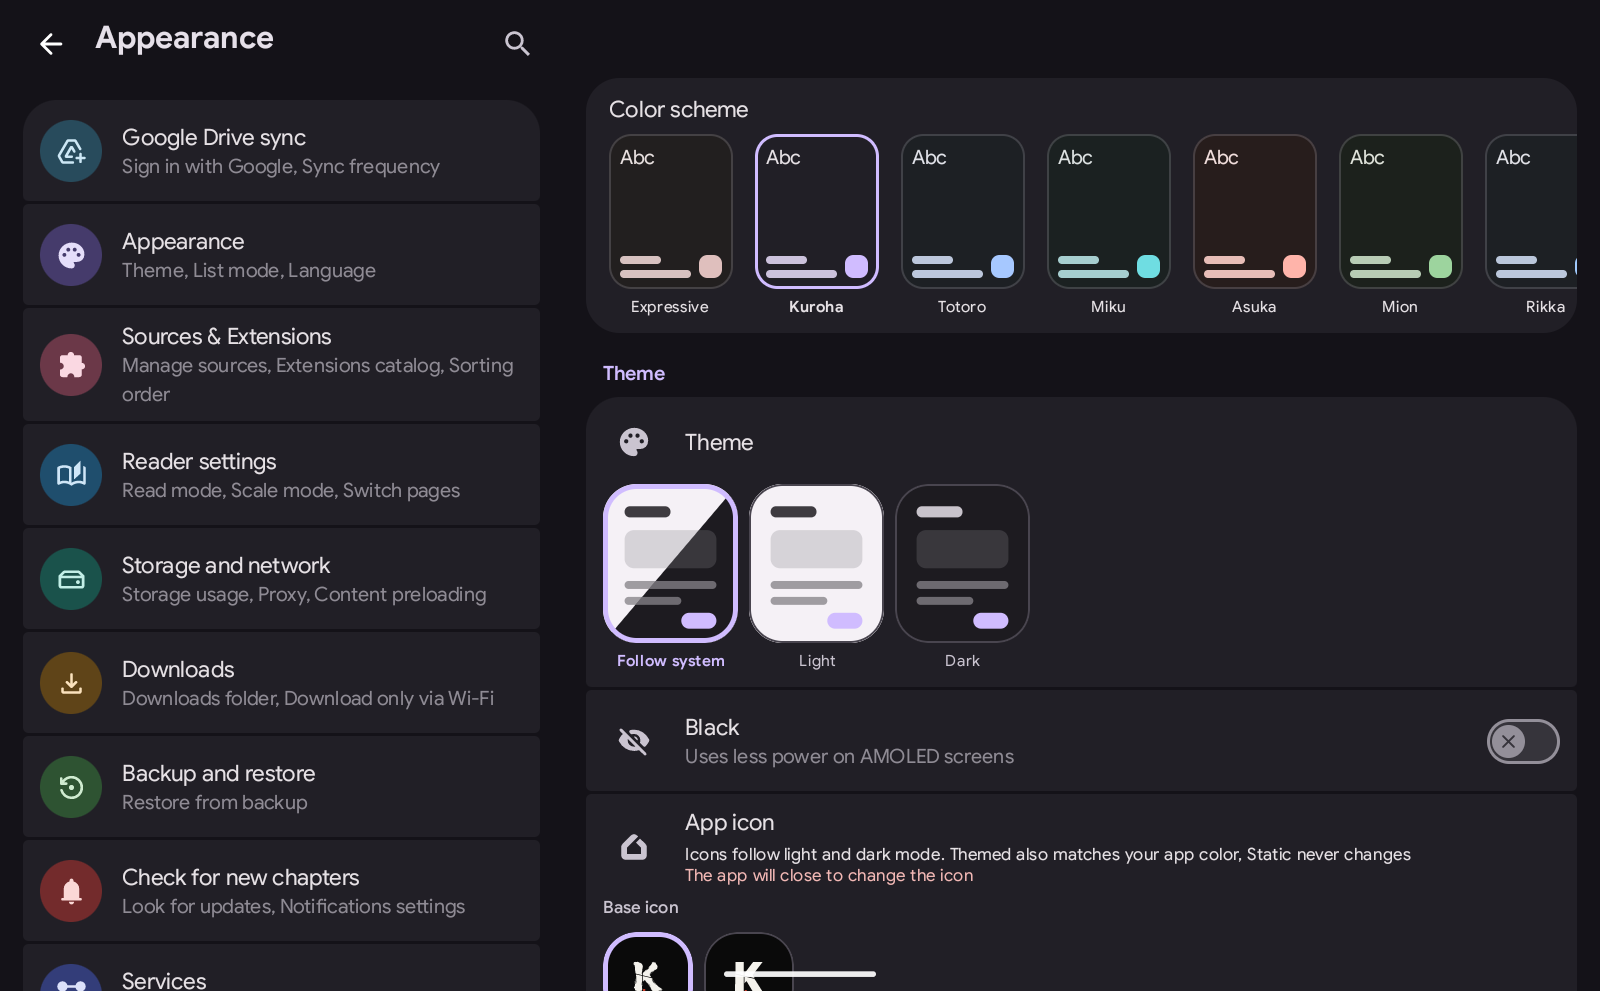 Appearance
Google Drive sync
Sign in with Google, Sync frequency
Appearance
Theme, List mode, Language
Sources & Extensions
Manage sources, Extensions catalog, Sorting
order
Reader settings
Read mode, Scale mode, Switch pages
Storage and network
Storage usage, Proxy, Content preloading
Downloads
Downloads folder, Download only via Wi-Fi
Backup and restore
Restore from backup
Check for new chapters
Look for updates, Notifications settings
Services
Color scheme
Abc Abc Abc Abc Abc Abc Abc
Expressive Kuroha Totoro Miku Asuka Mion Rikka
Theme
Theme
Follow system Light Dark
Black
Uses less power on AMOLED screens
App icon
Icons follow light and dark mode. Themed also matches your app color, Static never changes
The app will close to change the icon
Base icon
K K